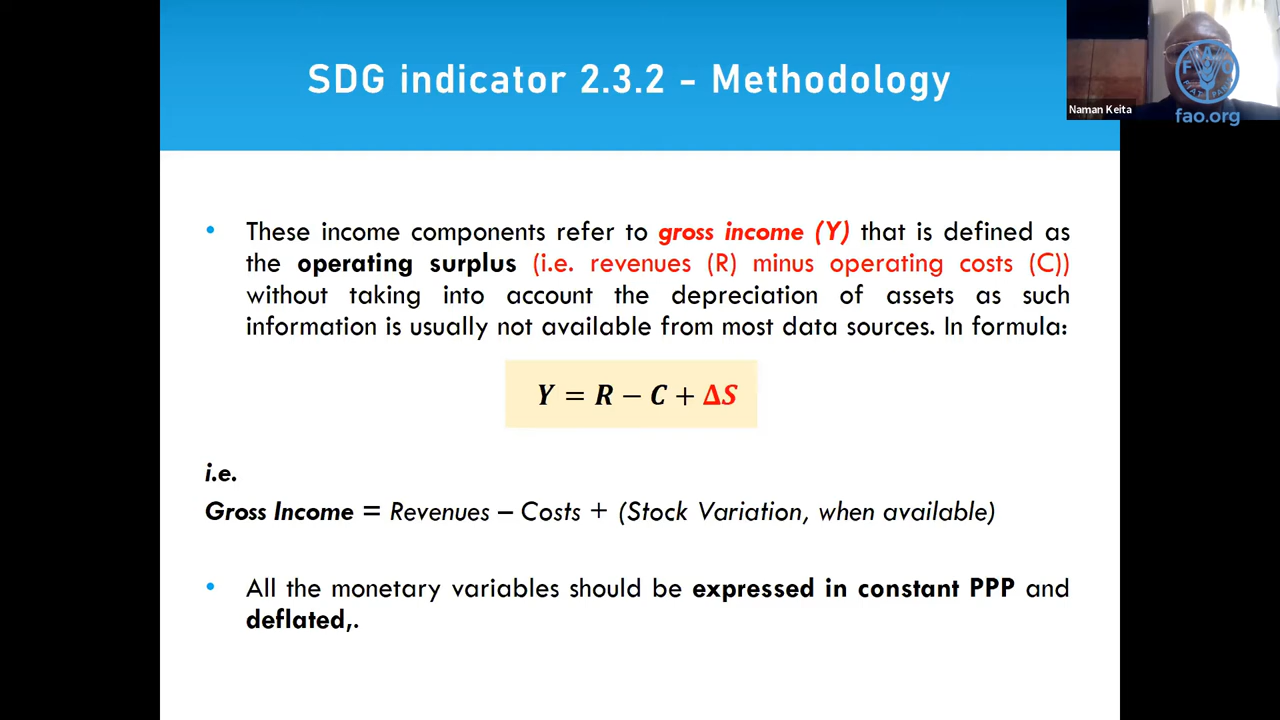 SDG indicator 2.3.2 - Methodology
Naman Keita
fao.org
• These income components refer to gross income (Y) that is defined as
the operating surplus (i.e. revenues (R) minus operating costs (C))
without taking into account the depreciation of assets as such
information is usually not available from most data sources. In formula:
Y = R − C + ΔS
i.e.
Gross Income = Revenues – Costs + (Stock Variation, when available)
• All the monetary variables should be expressed in constant PPP and
deflated,.